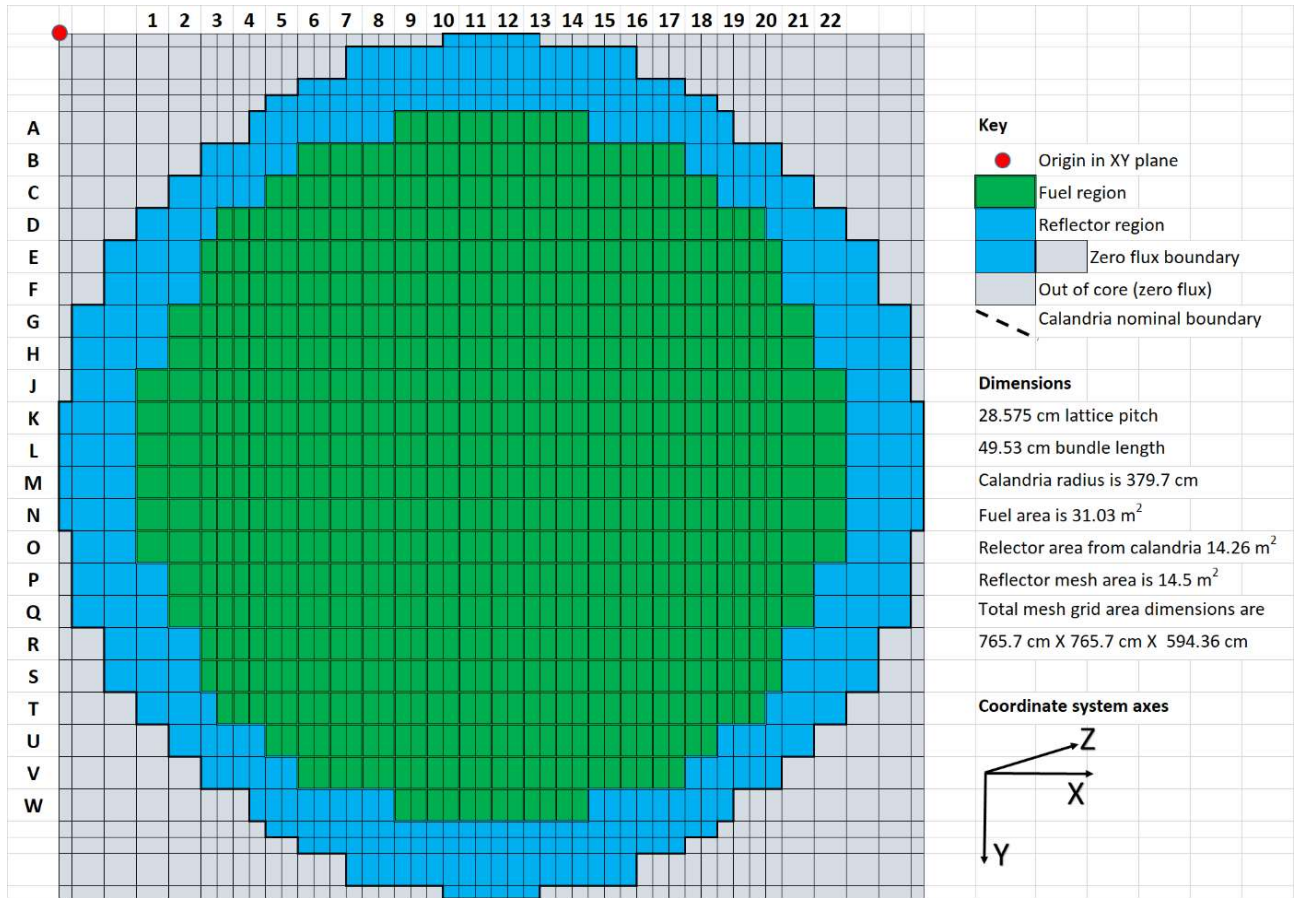 1 2 3 4 5 6 7 8 9 10 11 12 13 14 15 16 17 18 19 20 21 22
A
B
C
D
E
F
G
H
J
K
L
M
N
O
P
Q
R
S
T
U
V
W
Key
Origin in XY plane
Fuel region
Reflector region
Zero flux boundary
Out of core (zero flux)
Calandria nominal boundary
Dimensions
28.575 cm lattice pitch
49.53 cm bundle length
Calandria radius is 379.7 cm
Fuel area is 31.03 m²
Relector area from calandria 14.26 m²
Reflector mesh area is 14.5 m²
Total mesh grid area dimensions are
765.7 cm X 765.7 cm X 594.36 cm
Coordinate system axes
Z
X
Y